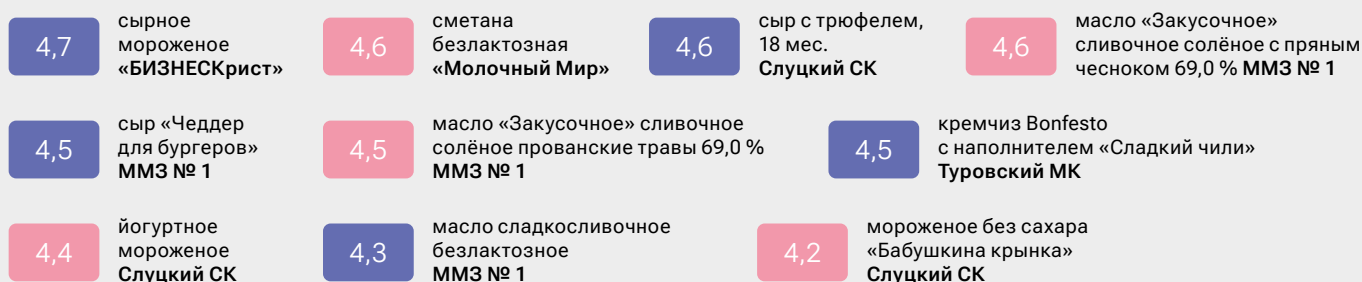 4,7
сырное
мороженое
«БИЗНЕСКрист»
4,6
сметана
безлактозная
«Молочный Мир»
4,6
сыр с трюфелем,
18 мес.
Слуцкий СК
4,6
масло «Закусочное»
сливочное солёное с пряным
чесноком 69,0 % ММЗ № 1
4,5
сыр «Чеддер
для бургеров»
ММЗ № 1
4,5
масло «Закусочное» сливочное
солёное прованские травы 69,0 %
ММЗ № 1
4,5
кремчиз Bonfesto
с наполнителем «Сладкий чили»
Туровский МК
4,4
йогуртное
мороженое
Слуцкий СК
4,3
масло сладкосливочное
безлактозное
ММЗ № 1
4,2
мороженое без сахара
«Бабушкина крынка»
Слуцкий СК